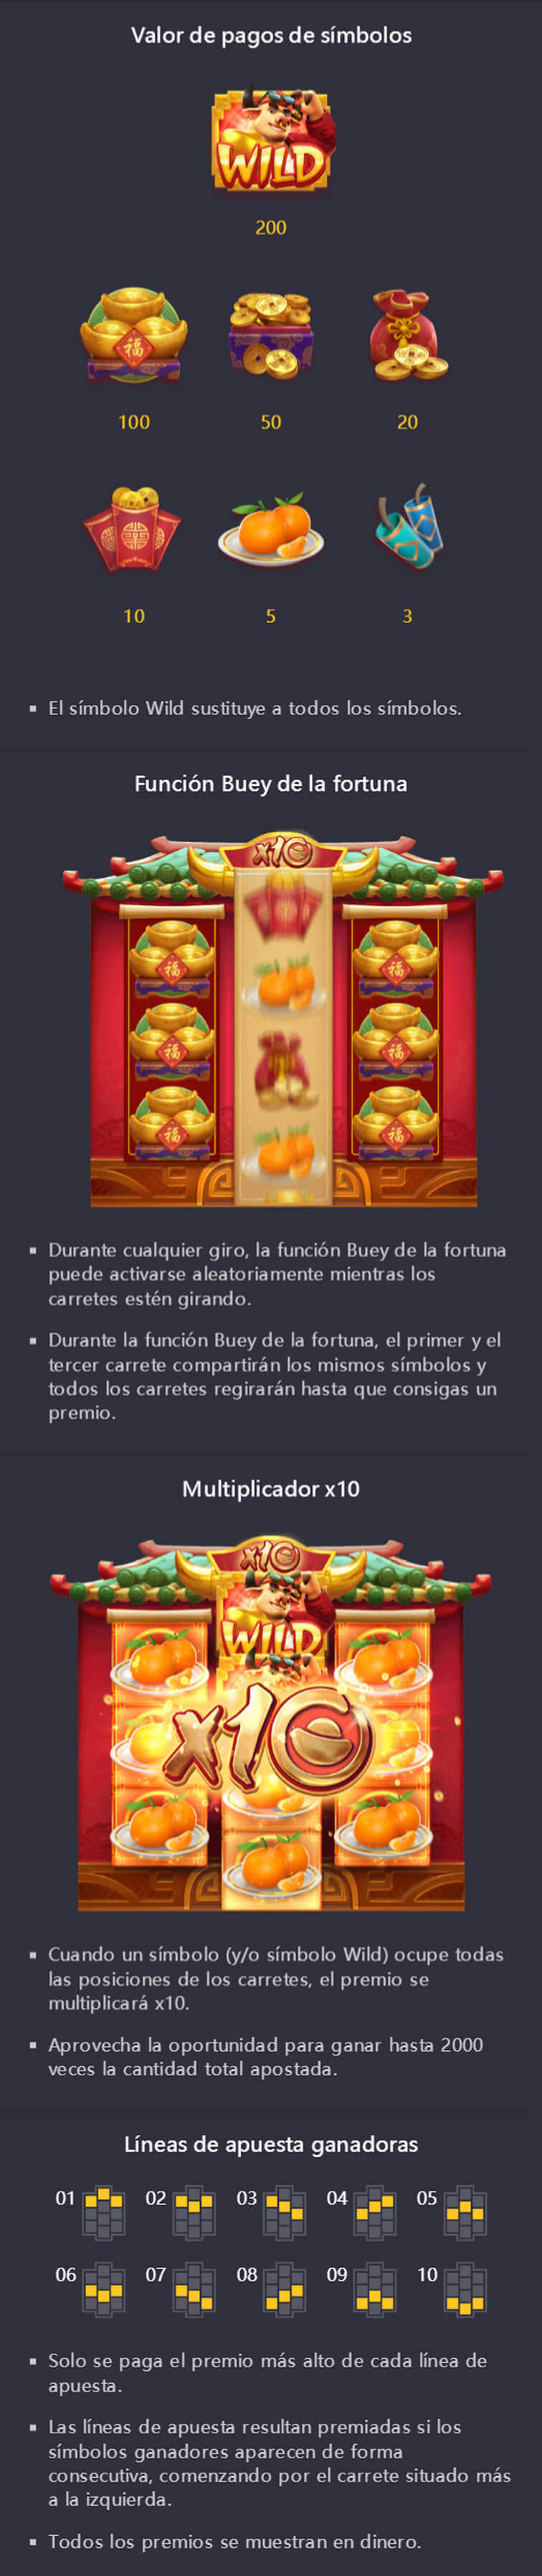 Valor de pagos de símbolos
WILD
200
福
100
50
20
10
5
3
▪ El símbolo Wild sustituye a todos los símbolos.
Función Buey de la fortuna
x10
福 福
福 福
福 福
▪ Durante cualquier giro, la función Buey de la fortuna
puede activarse aleatoriamente mientras los
carretes estén girando.
▪ Durante la función Buey de la fortuna, el primer y el
tercer carrete compartirán los mismos símbolos y
todos los carretes regirarán hasta que consigas un
premio.
Multiplicador x10
x10
WILD
x10
▪ Cuando un símbolo (y/o símbolo Wild) ocupe todas
las posiciones de los carretes, el premio se
multiplicará x10.
▪ Aprovecha la oportunidad para ganar hasta 2000
veces la cantidad total apostada.
Líneas de apuesta ganadoras
01 02 03 04 05
06 07 08 09 10
▪ Solo se paga el premio más alto de cada línea de
apuesta.
▪ Las líneas de apuesta resultan premiadas si los
símbolos ganadores aparecen de forma
consecutiva, comenzando por el carrete situado más
a la izquierda.
▪ Todos los premios se muestran en dinero.